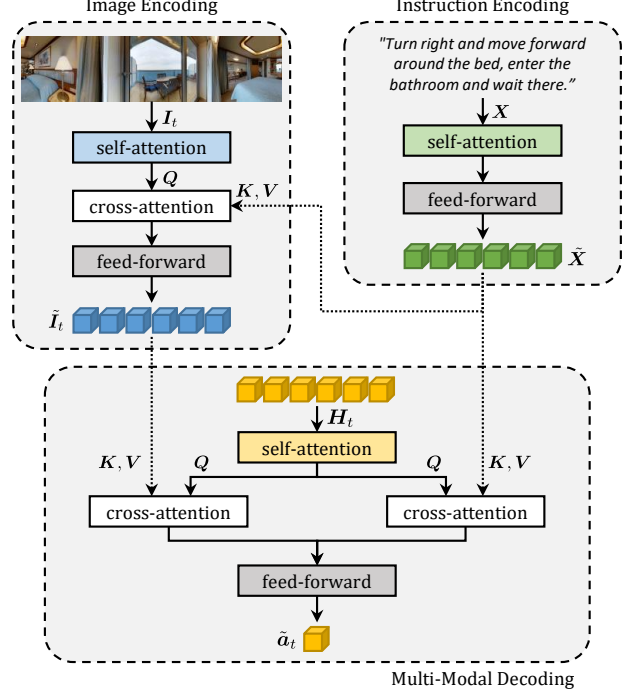 Image Encoding
I_t
self-attention
Q
K, V
cross-attention
feed-forward
Ĩ_t
Instruction Encoding
"Turn right and move forward
around the bed, enter the
bathroom and wait there.”
X
self-attention
feed-forward
X̃
H_t
self-attention
K, V
Q
Q
K, V
cross-attention
cross-attention
feed-forward
ã_t
Multi-Modal Decoding